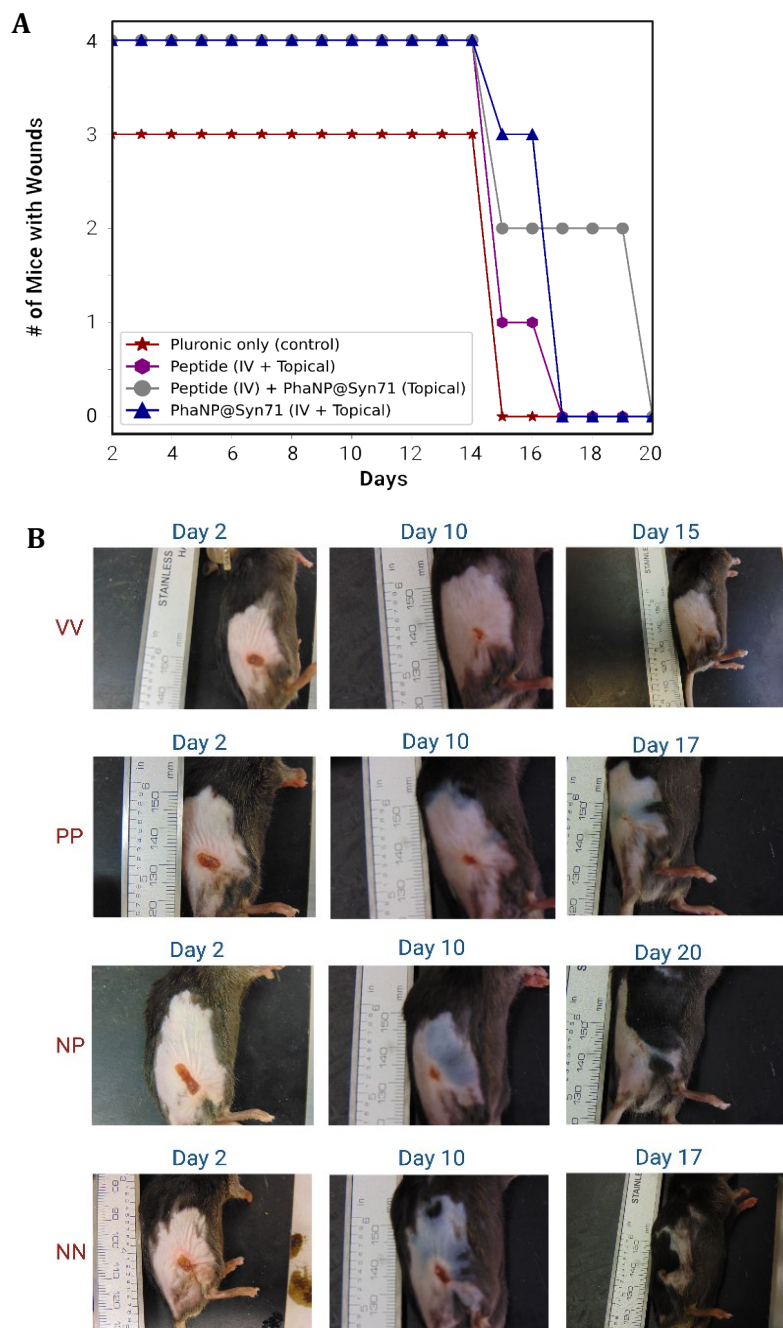 A
# of Mice with Wounds
4
3
2
1
0
Pluronic only (control)
Peptide (IV + Topical)
Peptide (IV) + PhaNP@Syn71 (Topical)
PhaNP@Syn71 (IV + Topical)
2 4 6 8 10 12 14 16 18 20
Days
B
Day 2 Day 10 Day 15
VV
STAINLESS
Day 2 Day 10 Day 17
PP
Day 2 Day 10 Day 20
NP
Day 2 Day 10 Day 17
NN
STAINLESS